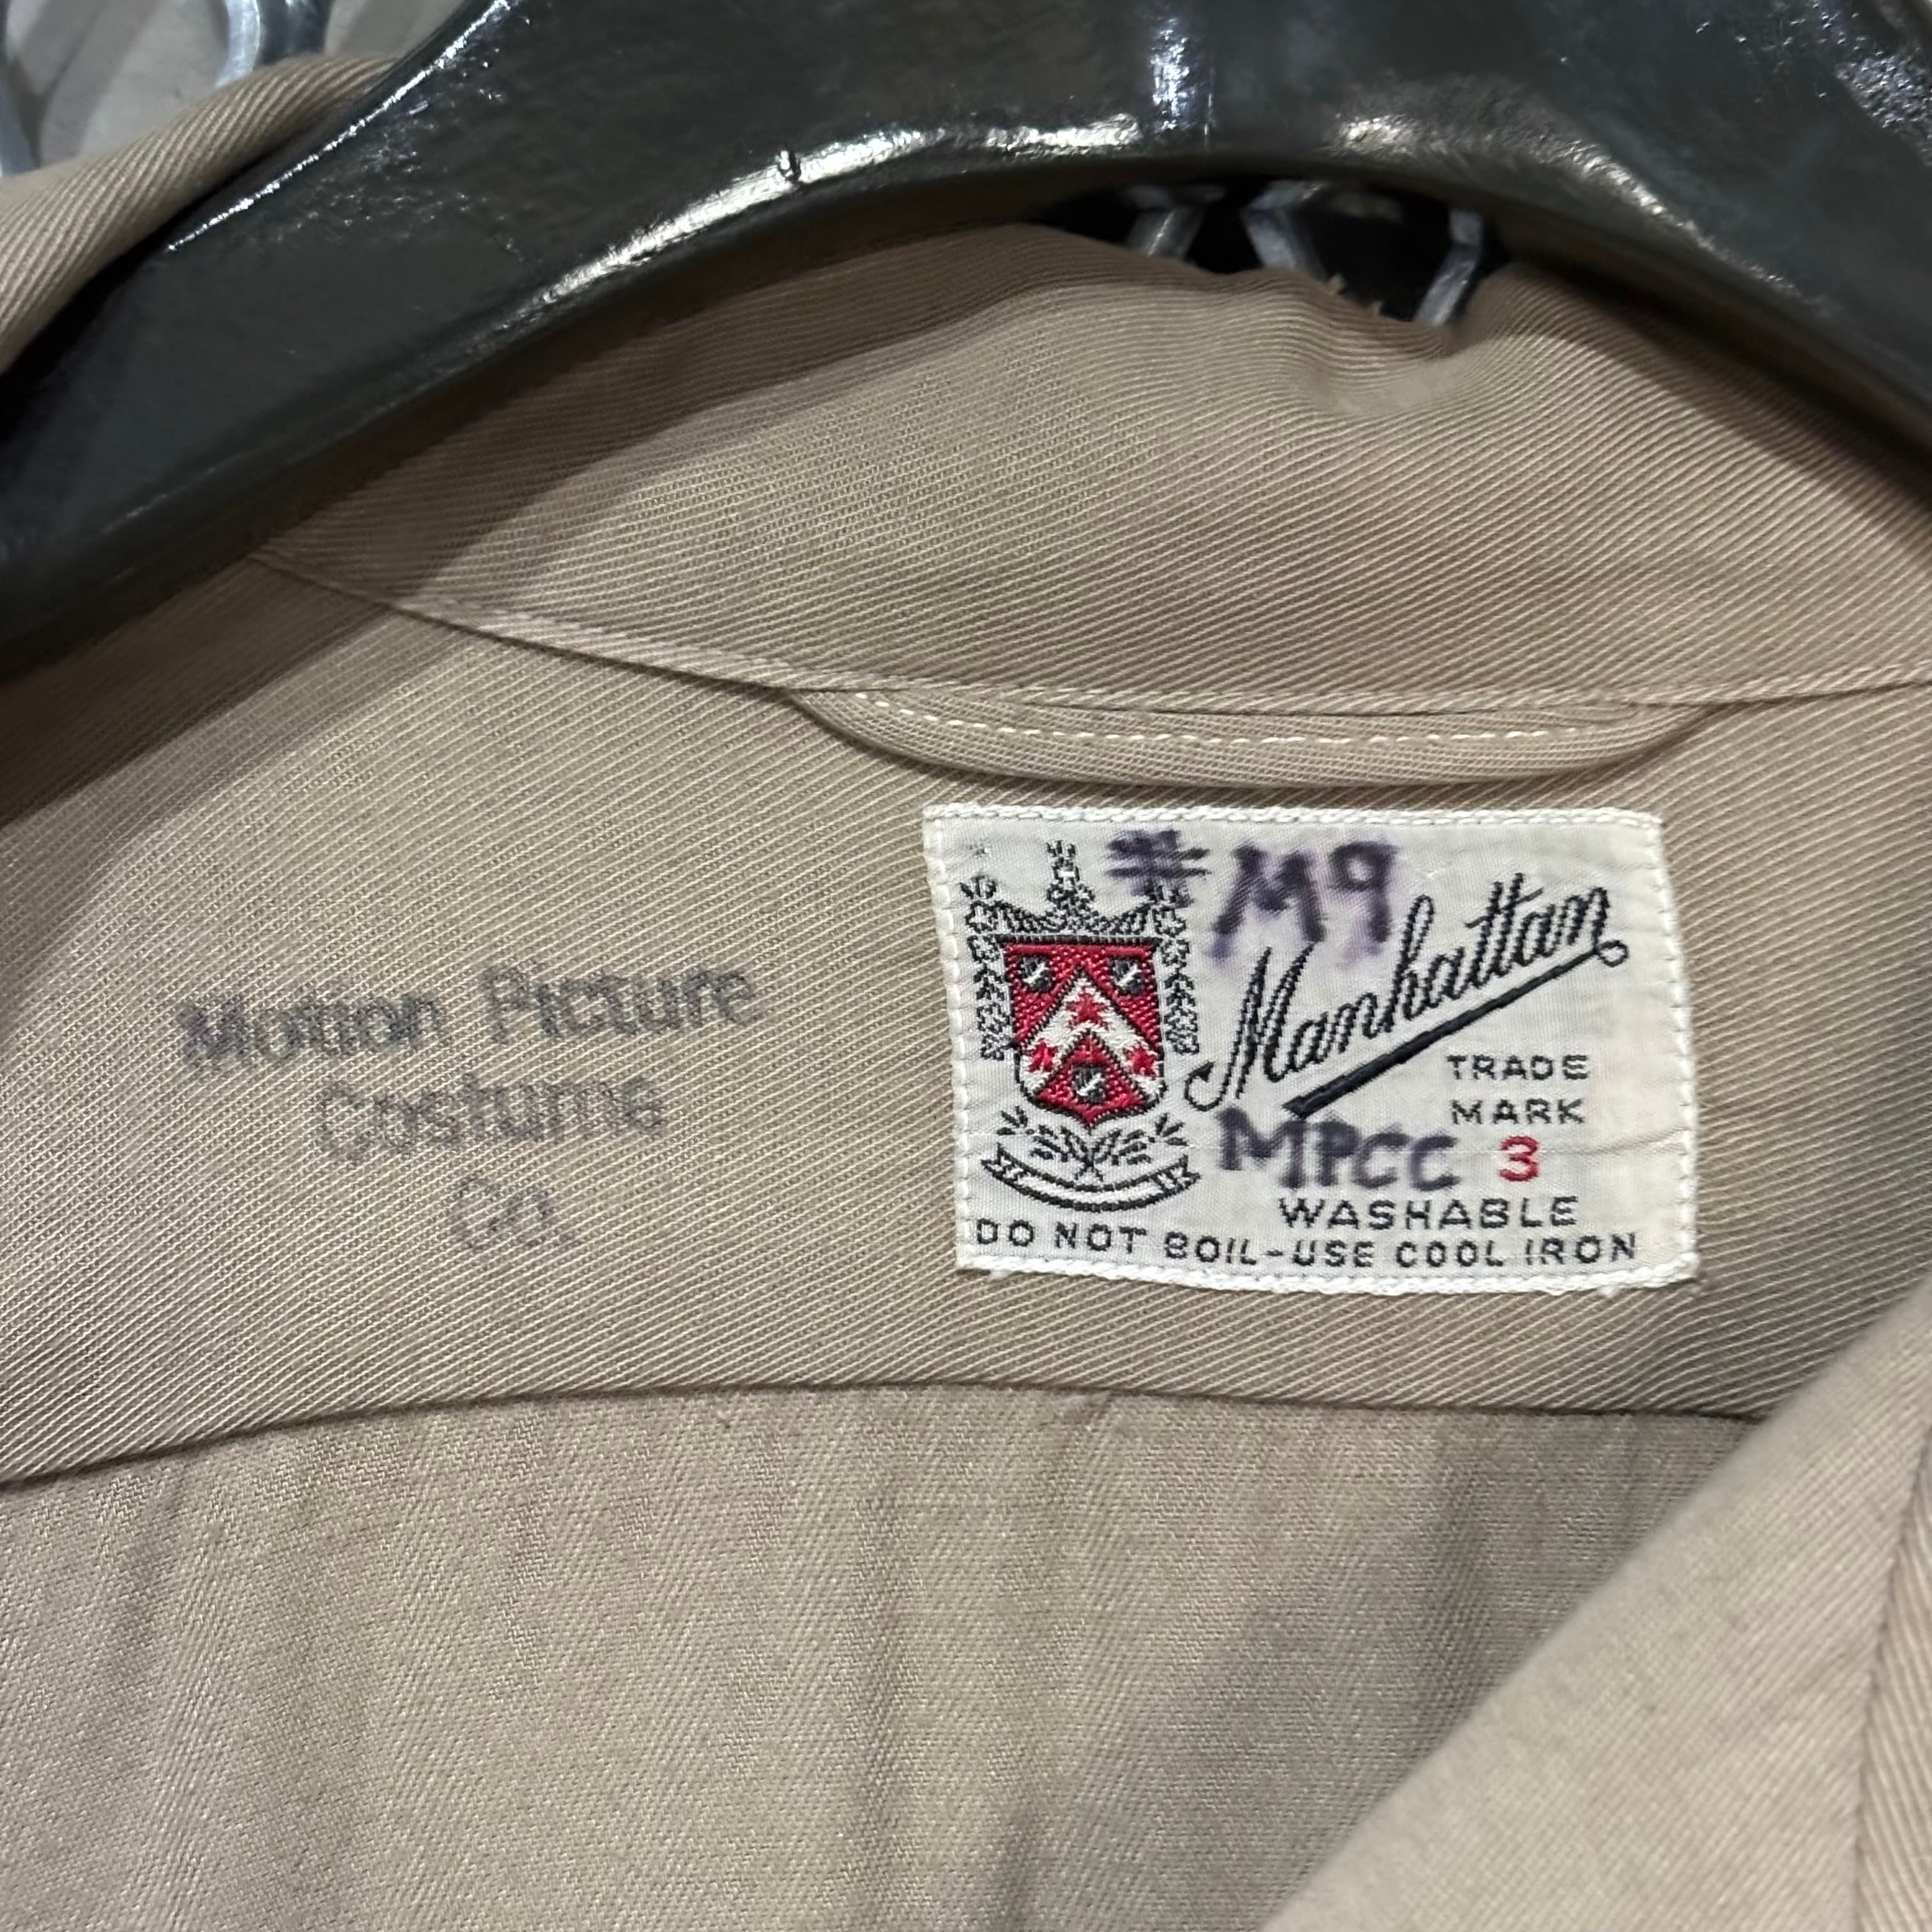 Motion Picture
Costume
Co.
#M9
Manhattan
TRADE
MARK
MPCC 3
WASHABLE
DO NOT BOIL-USE COOL IRON